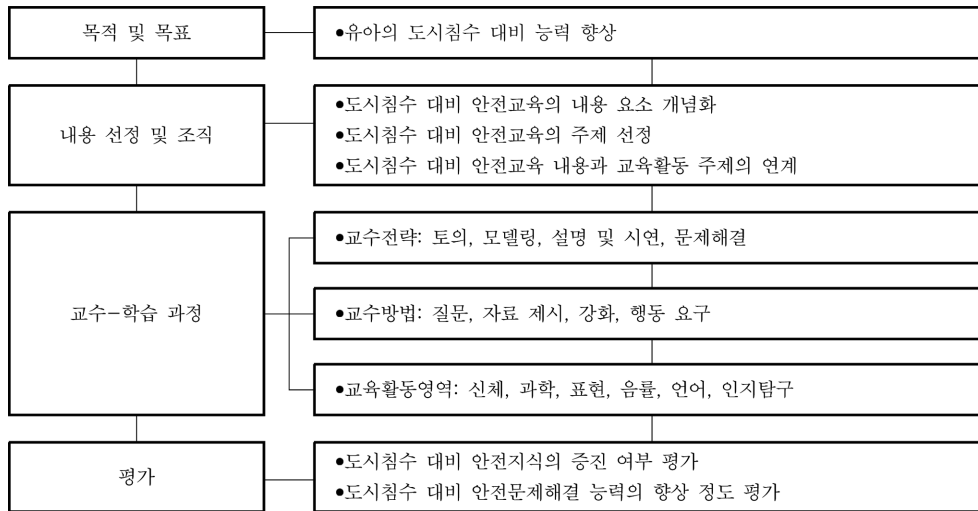 목적 및 목표
●유아의 도시침수 대비 능력 향상
내용 선정 및 조직
●도시침수 대비 안전교육의 내용 요소 개념화
●도시침수 대비 안전교육의 주제 선정
●도시침수 대비 안전교육 내용과 교육활동 주제의 연계
교수-학습 과정
●교수전략: 토의, 모델링, 설명 및 시연, 문제해결
●교수방법: 질문, 자료 제시, 강화, 행동 요구
●교육활동영역: 신체, 과학, 표현, 음률, 언어, 인지탐구
평가
●도시침수 대비 안전지식의 증진 여부 평가
●도시침수 대비 안전문제해결 능력의 향상 정도 평가